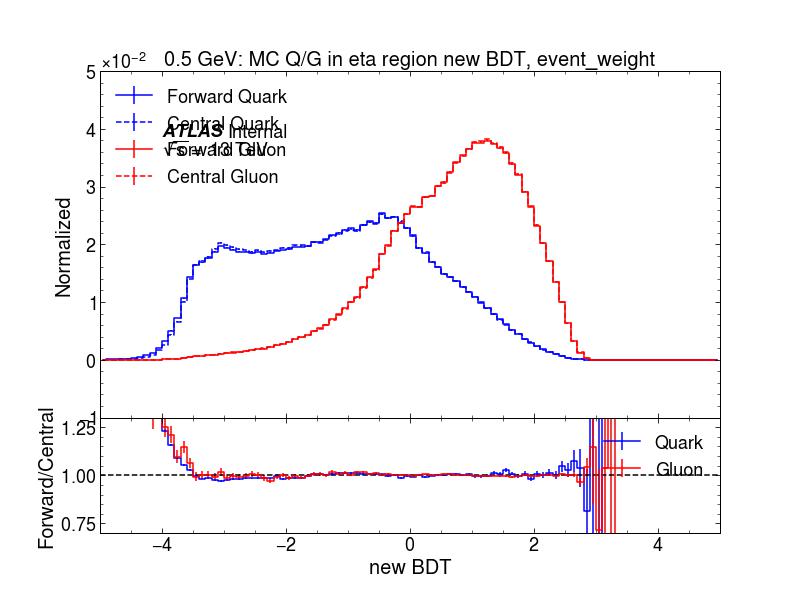 ×10⁻² 0.5 GeV: MC Q/G in eta region new BDT, event_weight
5
4
3
2
1
0
−1
Normalized
Forward Quark
Central Quark
ATLAS Internal
Forward Gluon
√s = 13 TeV
Central Gluon
1.25
1.00
0.75
Forward/Central
Quark
Gluon
−4 −2 0 2 4
new BDT